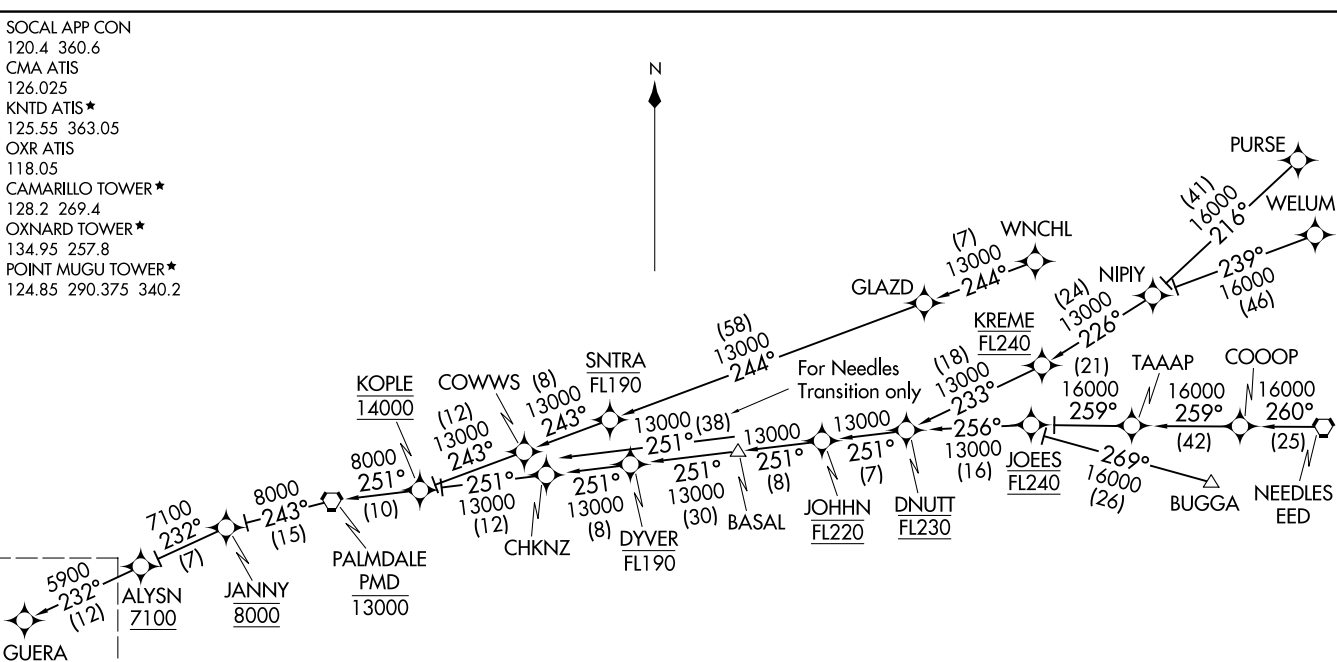 SOCAL APP CON
120.4 360.6
CMA ATIS
126.025
KNTD ATIS★
125.55 363.05
OXR ATIS
118.05
CAMARILLO TOWER★
128.2 269.4
OXNARD TOWER★
134.95 257.8
POINT MUGU TOWER★
124.85 290.375 340.2
N
PURSE
(41)
16000
216°
WELUM
239°
16000
(46)
WNCHL
(7)
13000
244°
GLAZD
NIPIY
(24)
13000
226°
KREME
FL240
(58)
13000
244°
SNTRA
FL190
For Needles
Transition only
(18)
13000
233°
(21)
16000
259°
TAAAP
COOOP
16000
259°
(42)
16000
260°
(25)
KOPLE
14000
COWWS
(8)
13000
243°
(12)
13000
243°
13000 (38)
251°
13000
251°
(8)
13000
251°
(7)
256°
13000
(16)
JOEES
FL240
269°
16000
(26)
BUGGA
NEEDLES
EED
8000
251°
(10)
251°
13000
(12)
251°
13000
(8)
251°
13000
(30)
BASAL
JOHHN
FL220
DNUTT
FL230
CHKNZ
DYVER
FL190
8000
243°
(15)
PALMDALE
PMD
13000
7100
232°
(7)
JANNY
8000
5900
232°
(12)
ALYSN
7100
GUERA